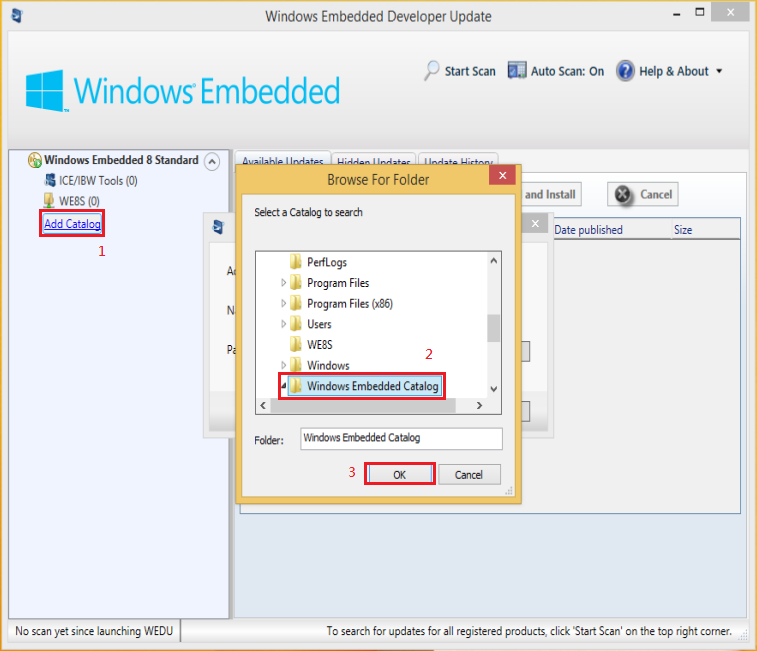 Windows Embedded Developer Update
Start Scan
Auto Scan: On
Help & About
Windows® Embedded
Windows Embedded 8 Standard
ICE/IBW Tools (0)
WE8S (0)
Add Catalog
1
Available Updates
Hidden Updates
Update History
and Install
Cancel
Date published
Size
Browse For Folder
Select a Catalog to search
PerfLogs
Program Files
Program Files (x86)
Users
WE8S
Windows
2
Windows Embedded Catalog
Folder:
Windows Embedded Catalog
3
OK
Cancel
No scan yet since launching WEDU
To search for updates for all registered products, click 'Start Scan' on the top right corner.